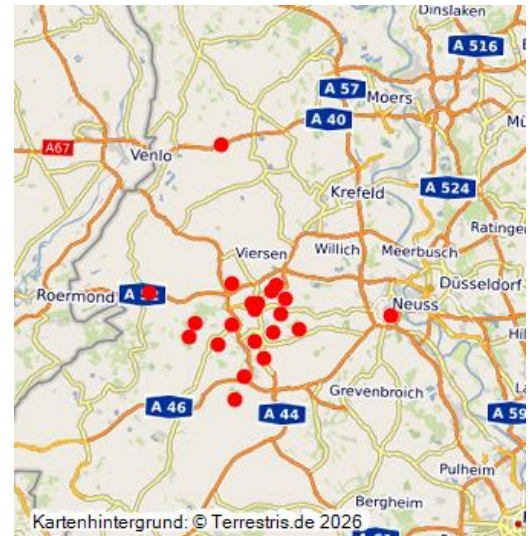 Dinslaken
A 516
A 57
Moers
A 40
A67
Venlo
A 524
Krefeld
Ratingen
Viersen
Willich
Meerbusch
Düsseldorf
Roermond
Neuss
Grevenbroich
A 46
A 44
A 59
Pulheim
Bergheim
Kartenhintergrund: © Terrestris.de 2026